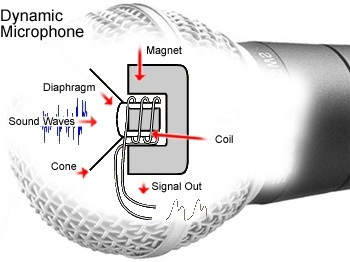 Dynamic
Microphone
Magnet
Diaphragm
Sound Waves
Coil
Cone
Signal Out